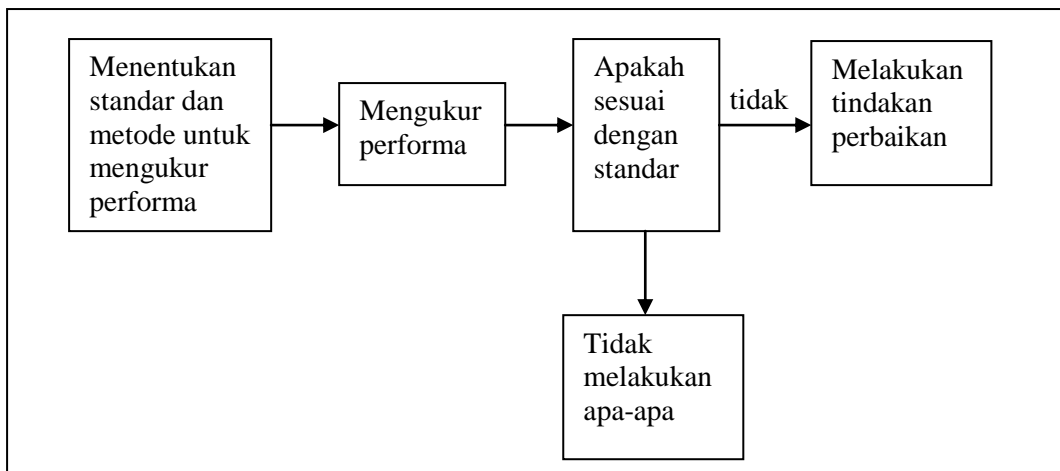 Menentukan
standar dan
metode untuk
mengukur
performa
Mengukur
performa
Apakah
sesuai
dengan
standar
tidak
Melakukan
tindakan
perbaikan
Tidak
melakukan
apa-apa